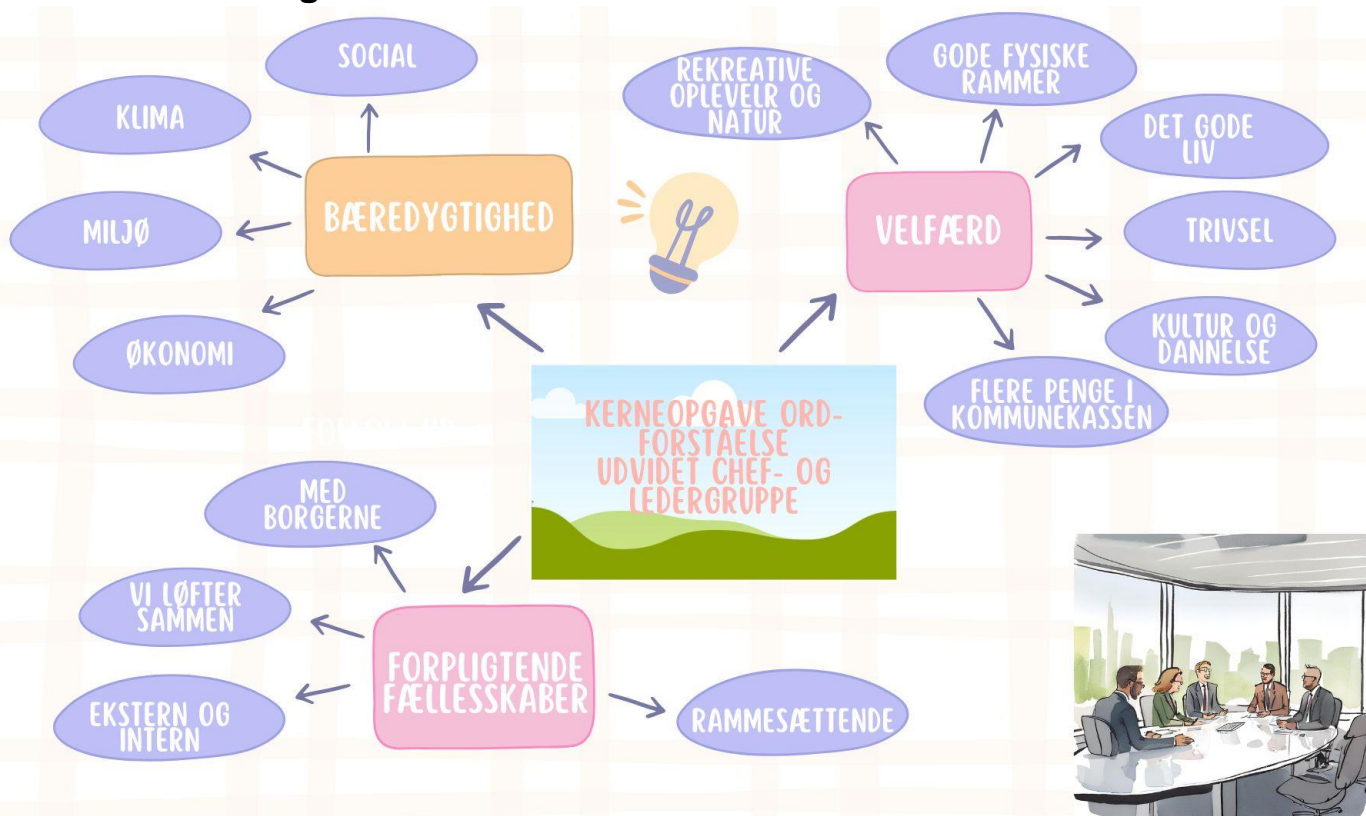 SOCIAL
KLIMA
MILJØ
ØKONOMI
BÆREDYGTIGHED
REKREATIVE
OPLEVELR OG
NATUR
GODE FYSISKE
RAMMER
DET GODE
LIV
TRIVSEL
KULTUR OG
DANNELSE
FLERE PENGE I
KOMMUNEKASSEN
VELFÆRD
KERNEOPGAVE ORD-
FORSTÅELSE
UDVIDET CHEF- OG
LEDERGRUPPE
MED
BORGERNE
VI LØFTER
SAMMEN
EKSTERN OG
INTERN
FORPLIGTENDE
FÆLLESSKABER
RAMMESÆTTENDE